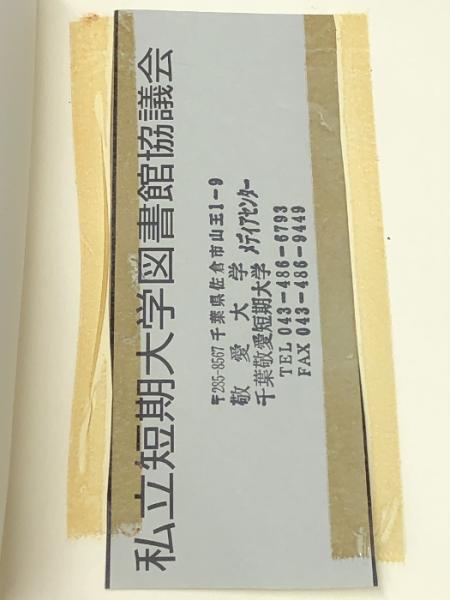 私立短期大学図書館協議会
〒285-8567 千葉県佐倉市山王1-9
敬愛大学
千葉敬愛短期大学 メディアセンター
TEL 043-486-6793
FAX 043-486-9449